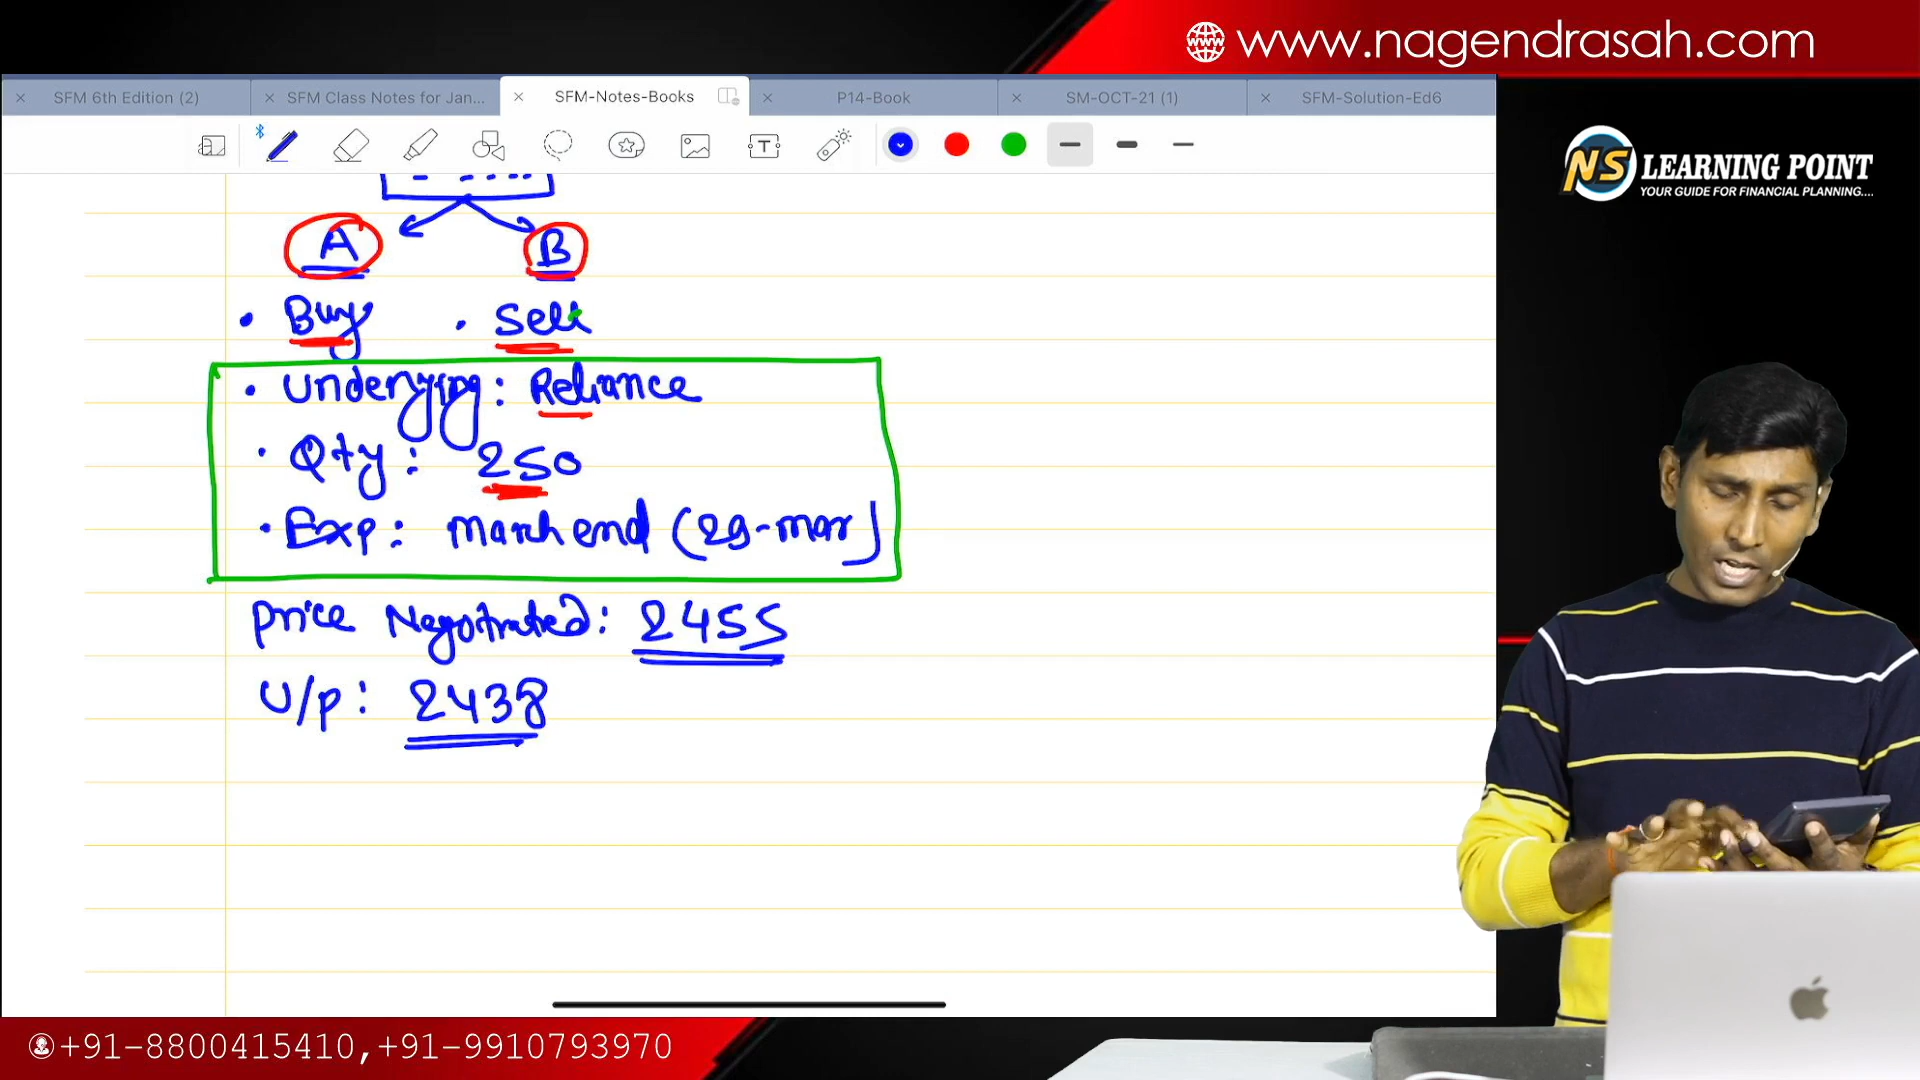 www.nagendrasah.com
SFM 6th Edition (2)
SFM Class Notes for Jan...
SFM-Notes-Books
P14-Book
SM-OCT-21 (1)
SFM-Solution-Ed6
T
NS LEARNING POINT
YOUR GUIDE FOR FINANCIAL PLANNING....
A B
• Buy • Sell
• Underying: Reliance
• Qty: 250
• Exp: March end (29-mar)
Price Negotiated: 2455
U/p: 2438
+91-8800415410,+91-9910793970